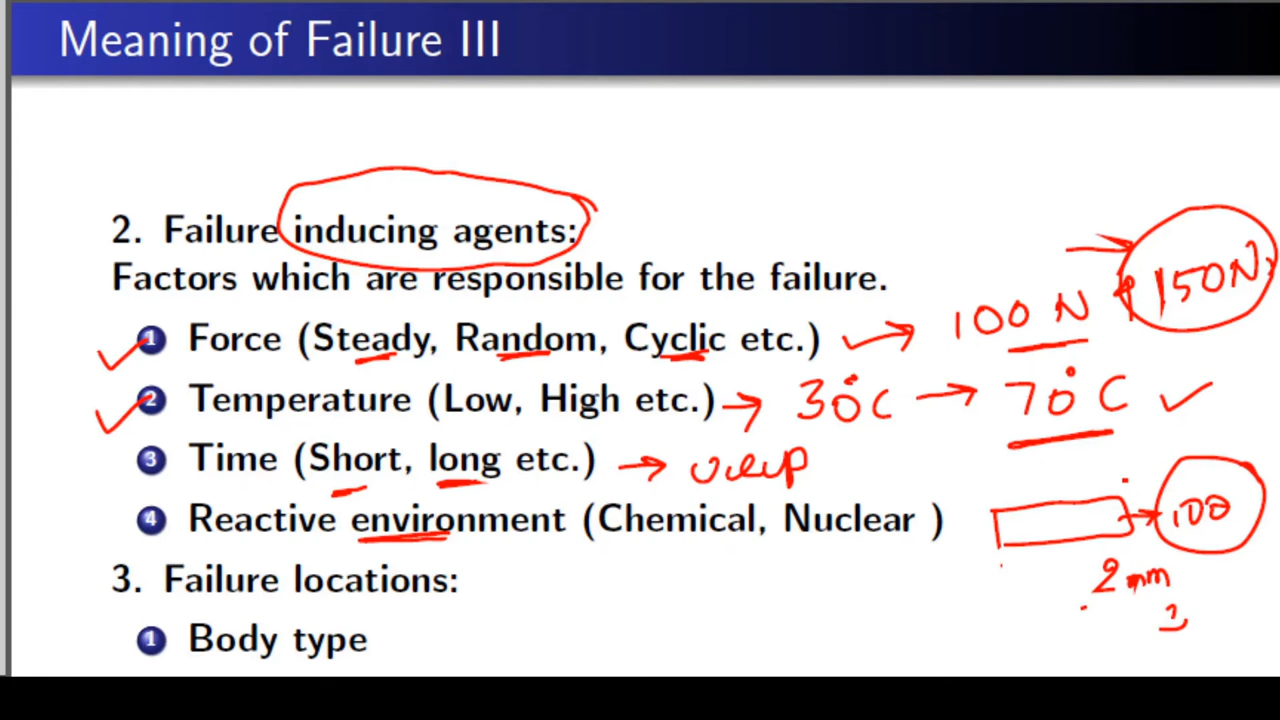 Meaning of Failure III
2. Failure inducing agents:
Factors which are responsible for the failure.
150N
1 Force (Steady, Random, Cyclic etc.) → 100 N
2 Temperature (Low, High etc.) → 30°C → 70°C
3 Time (Short, long etc.) →
4 Reactive environment (Chemical, Nuclear )
100
2 mm
3. Failure locations:
1 Body type